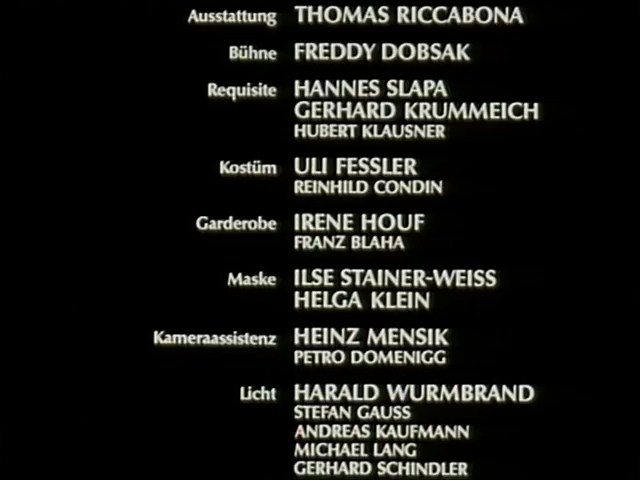 Ausstattung THOMAS RICCABONA
Bühne FREDDY DOBSAK
Requisite HANNES SLAPA
GERHARD KRUMMEICH
HUBERT KLAUSNER
Kostüm ULI FESSLER
REINHILD CONDIN
Garderobe IRENE HOUF
FRANZ BLAHA
Maske ILSE STAINER-WEISS
HELGA KLEIN
Kameraassistenz HEINZ MENSIK
PETRO DOMENIGG
Licht HARALD WURMBRAND
STEFAN GAUSS
ANDREAS KAUFMANN
MICHAEL LANG
GERHARD SCHINDLER